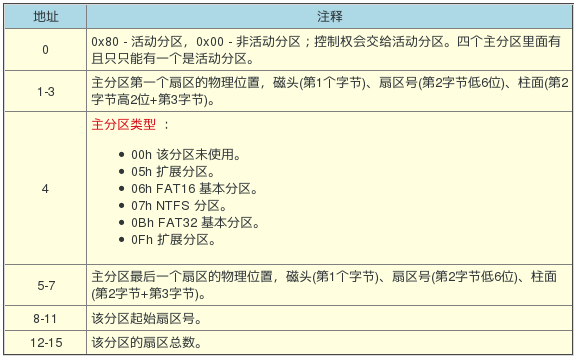 地址 注释
0 0x80 - 活动分区，0x00 - 非活动分区；控制权会交给活动分区。四个主分区里面有
且只只能有一个是活动分区。
1-3 主分区第一个扇区的物理位置，磁头(第1个字节)、扇区号(第2字节低6位)、柱面(第2
字节高2位+第3字节)。
4 主分区类型 ：
• 00h 该分区未使用。
• 05h 扩展分区。
• 06h FAT16 基本分区。
• 07h NTFS 分区。
• 0Bh FAT32 基本分区。
• 0Fh 扩展分区。
5-7 主分区最后一个扇区的物理位置，磁头(第1个字节)、扇区号(第2字节低6位)、柱面
(第2字节+第3字节)。
8-11 该分区起始扇区号。
12-15 该分区的扇区总数。